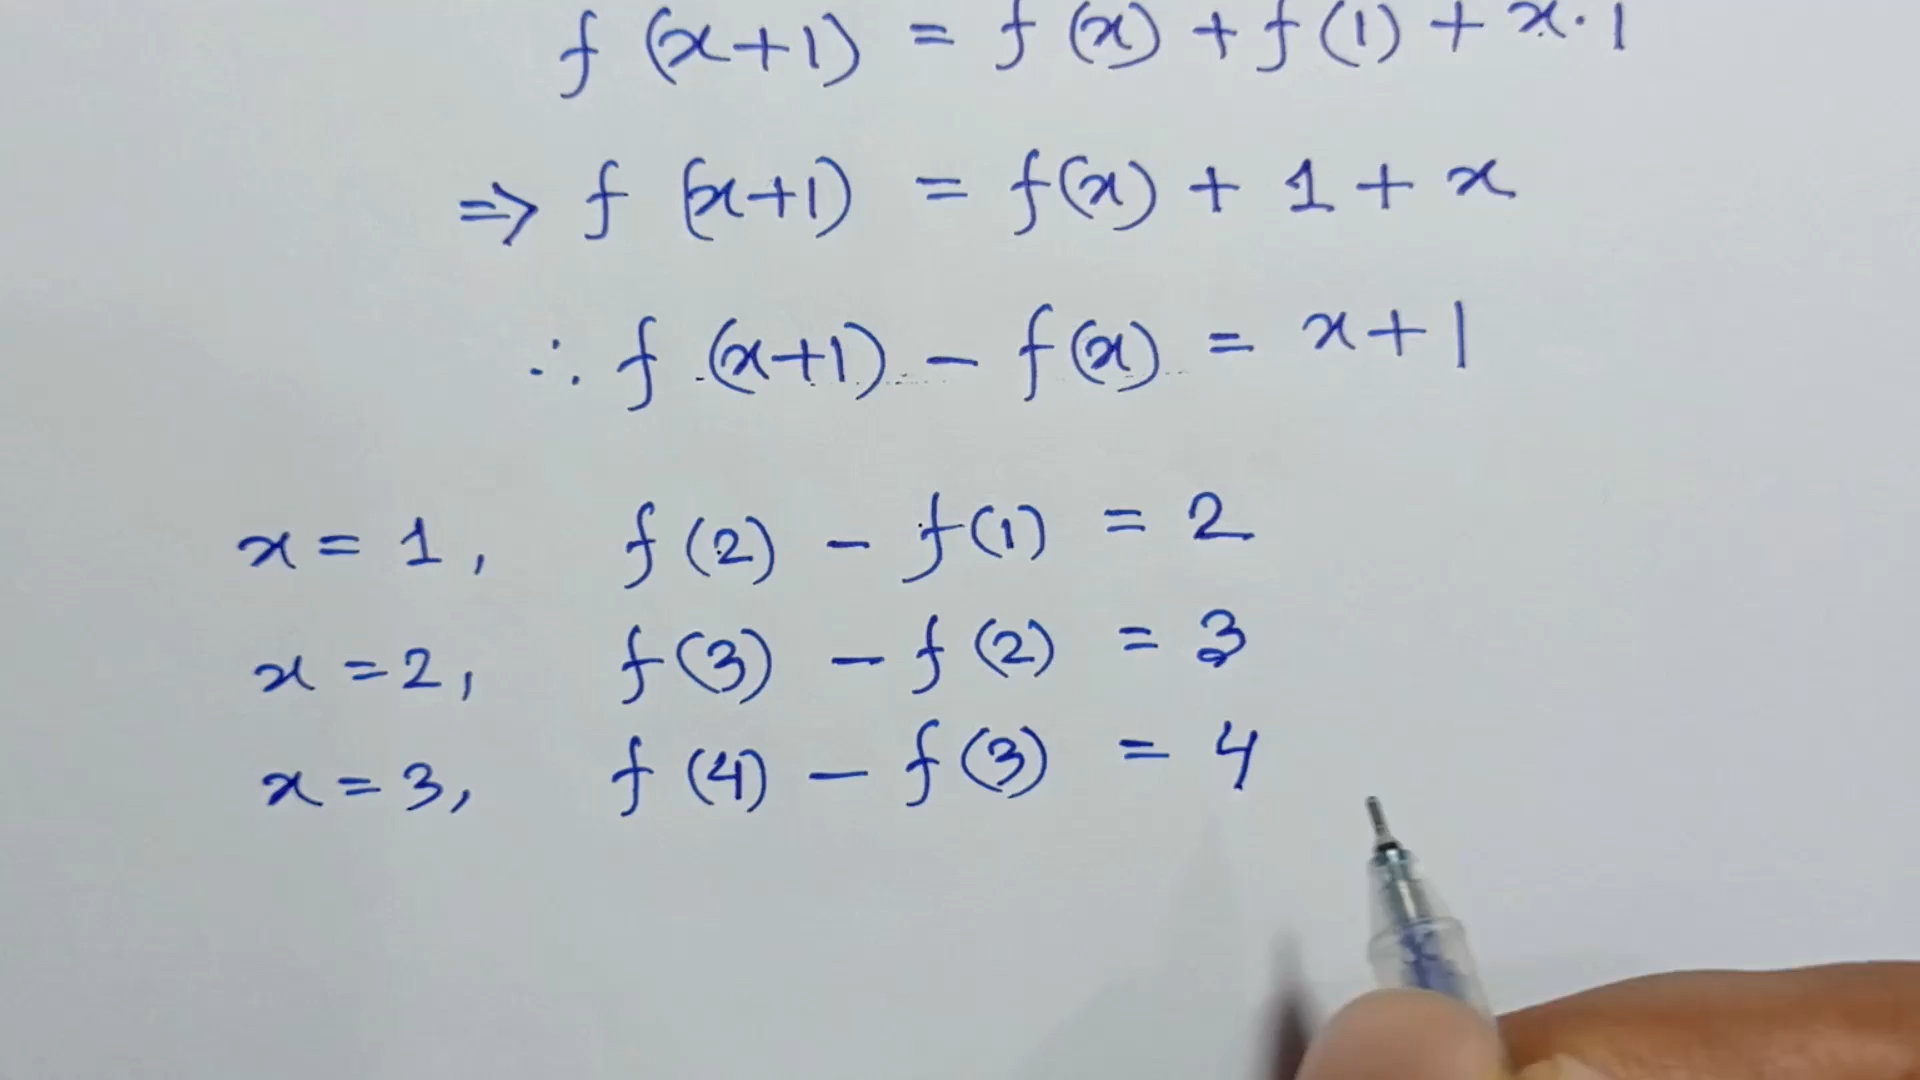 f (x+1) = f (x) + f (1) + x · 1
⇒ f (x+1) = f(x) + 1 + x
∴ f (x+1) - f(x) = x+1
x = 1, f (2) - f(1) = 2
x = 2, f(3) - f (2) = 3
x = 3, f (4) - f (3) = 4